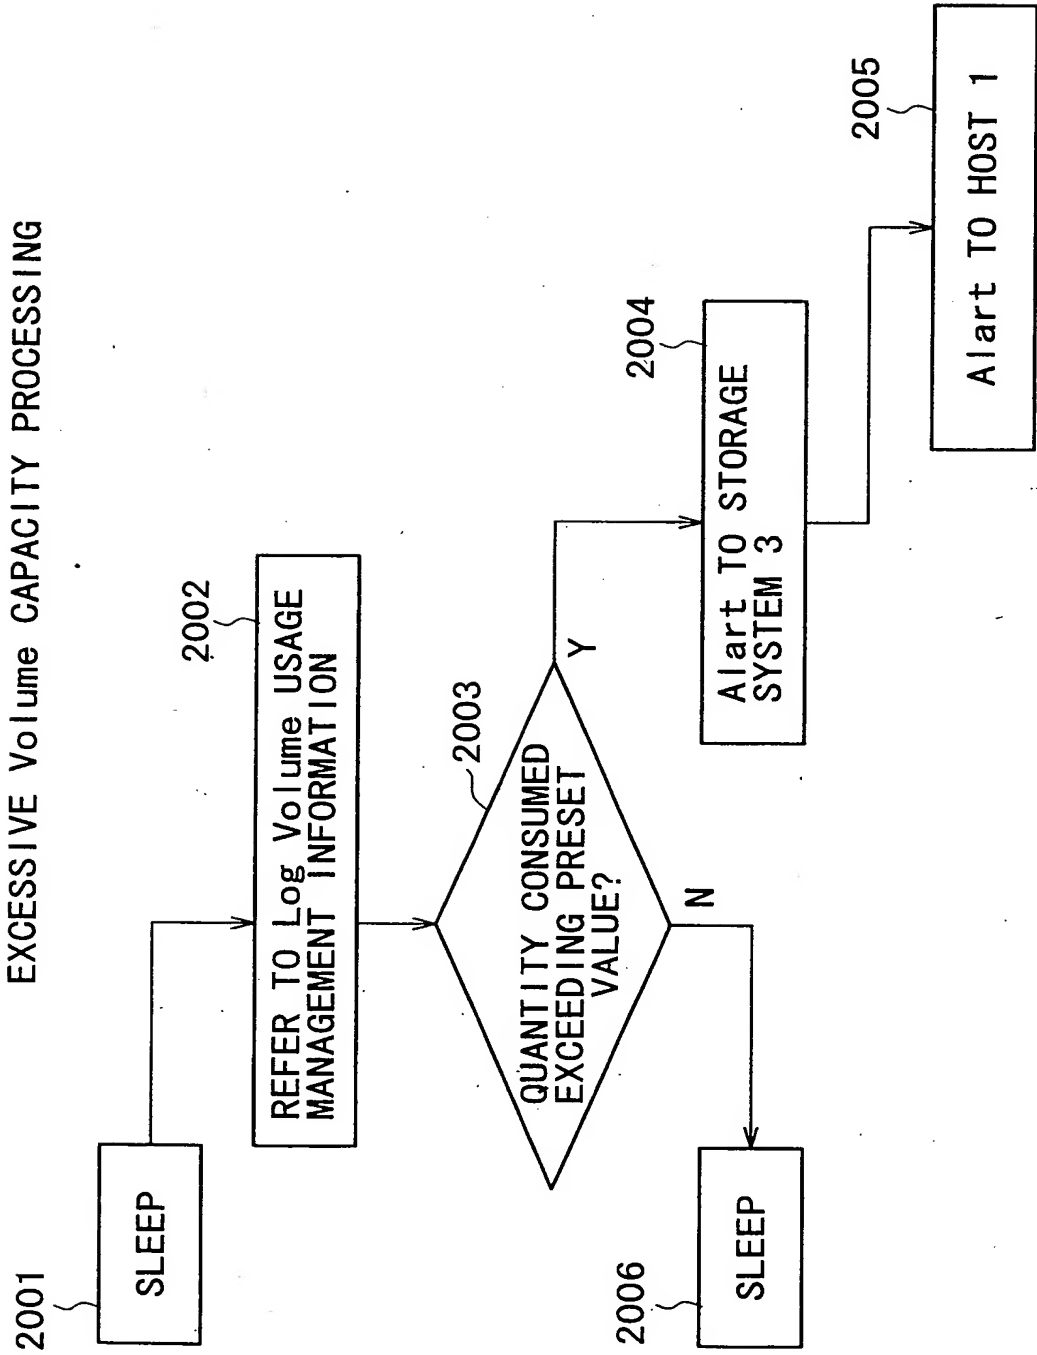 EXCESSIVE Volume CAPACITY PROCESSING
2001
SLEEP
2002
REFER TO Log Volume USAGE
MANAGEMENT INFORMATION
2003
QUANTITY CONSUMED
EXCEEDING PRESET
VALUE?
Y
N
2004
Alart TO STORAGE
SYSTEM 3
2005
Alart TO HOST 1
2006
SLEEP